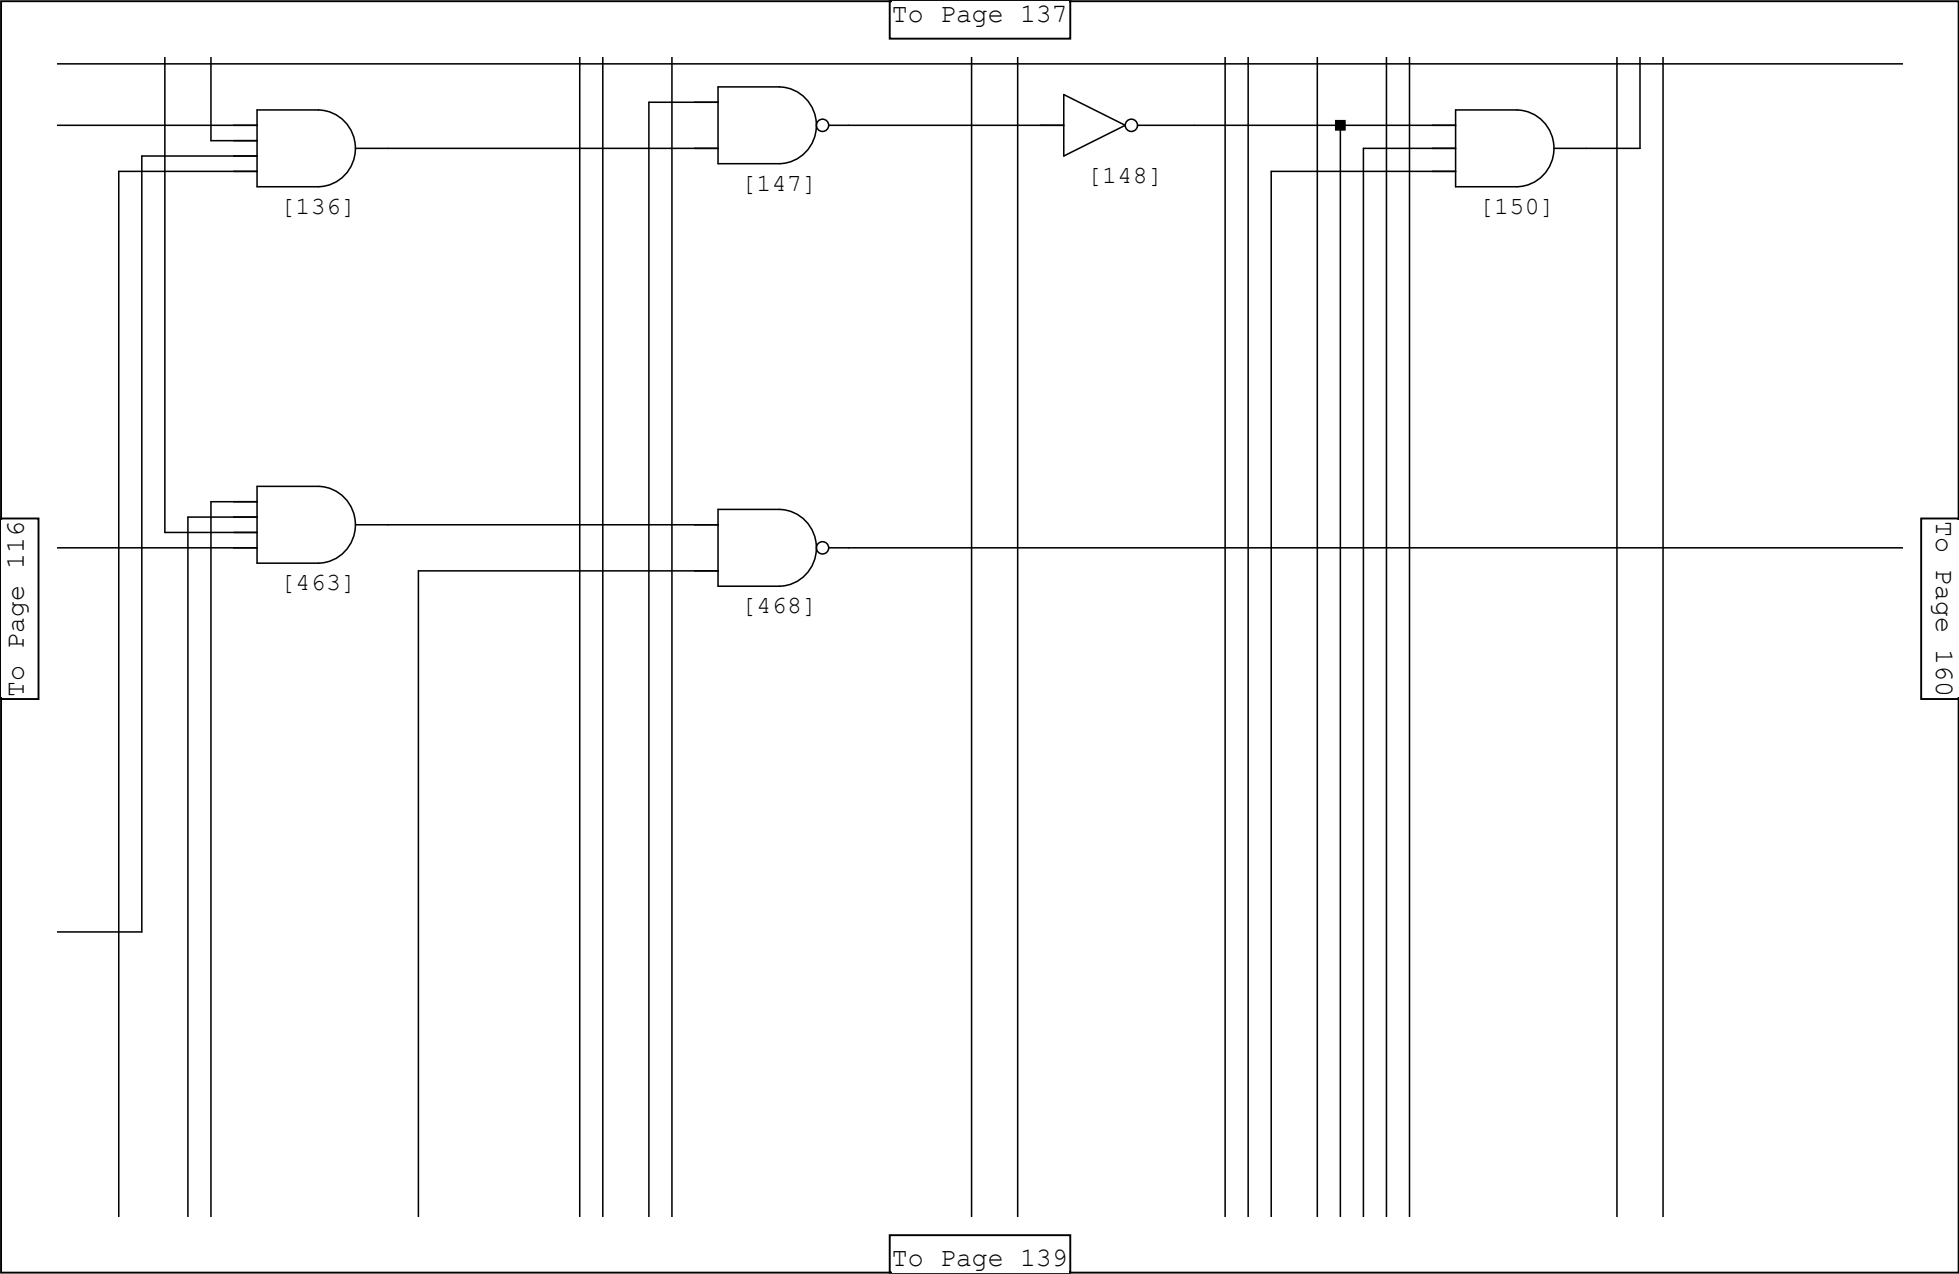 To Page 137
[147]
[148]
[136]
[150]
[463]
[468]
To Page 116
To Page 160
To Page 139